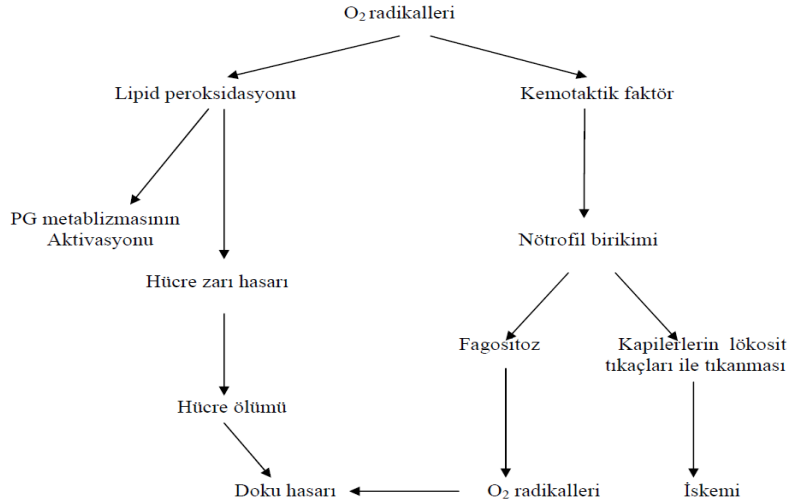 O₂ radikalleri
Lipid peroksidasyonu
Kemotaktik faktör
PG metablizmasının
Aktivasyonu
Nötrofil birikimi
Hücre zarı hasarı
Fagositoz
Kapilerlerin lökosit
tıkaçları ile tıkanması
Hücre ölümü
Doku hasarı
O₂ radikalleri
İskemi